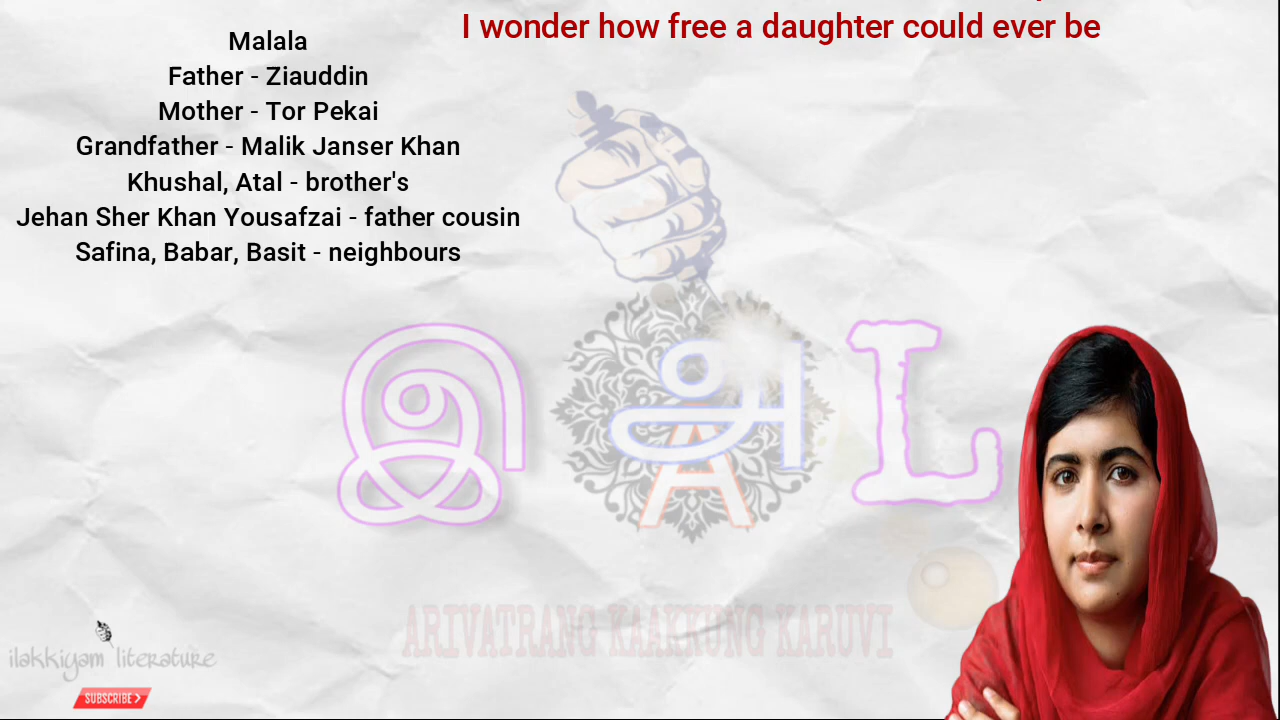 I wonder how free a daughter could ever be
Malala
Father - Ziauddin
Mother - Tor Pekai
Grandfather - Malik Janser Khan
Khushal, Atal - brother's
Jehan Sher Khan Yousafzai - father cousin
Safina, Babar, Basit - neighbours
இ அ L
A
ARIVATRANG KAAKKUNG KARUVI
ilakkiyam literature
SUBSCRIBE >